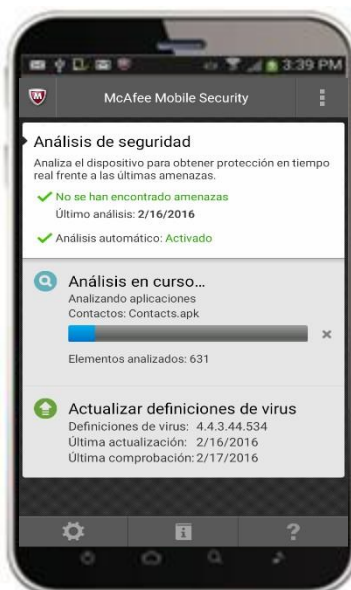 3:39 PM
McAfee Mobile Security
Análisis de seguridad
Analiza el dispositivo para obtener protección en tiempo
real frente a las últimas amenazas.
No se han encontrado amenazas
Último análisis: 2/16/2016
Análisis automático: Activado
Análisis en curso...
Analizando aplicaciones
Contactos: Contacts.apk
Elementos analizados: 631
Actualizar definiciones de virus
Definiciones de virus: 4.4.3.44.534
Última actualización: 2/16/2016
Última comprobación: 2/17/2016
?